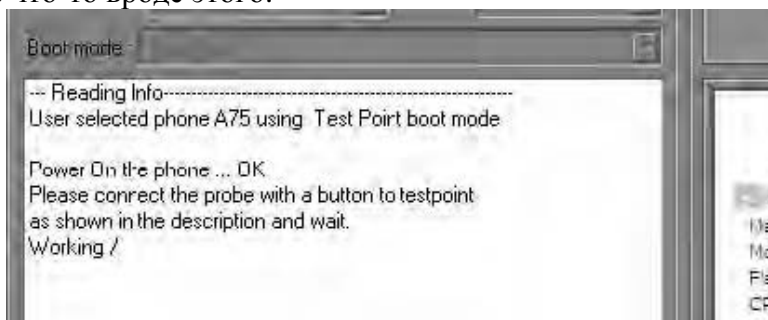 что-то вроде этого:
Boot mode
--- Reading Info---
User selected phone A75 using Test Point boot mode
Power On the phone ... OK
Please connect the probe with a button to testpoint
as shown in the description and wait.
Working /